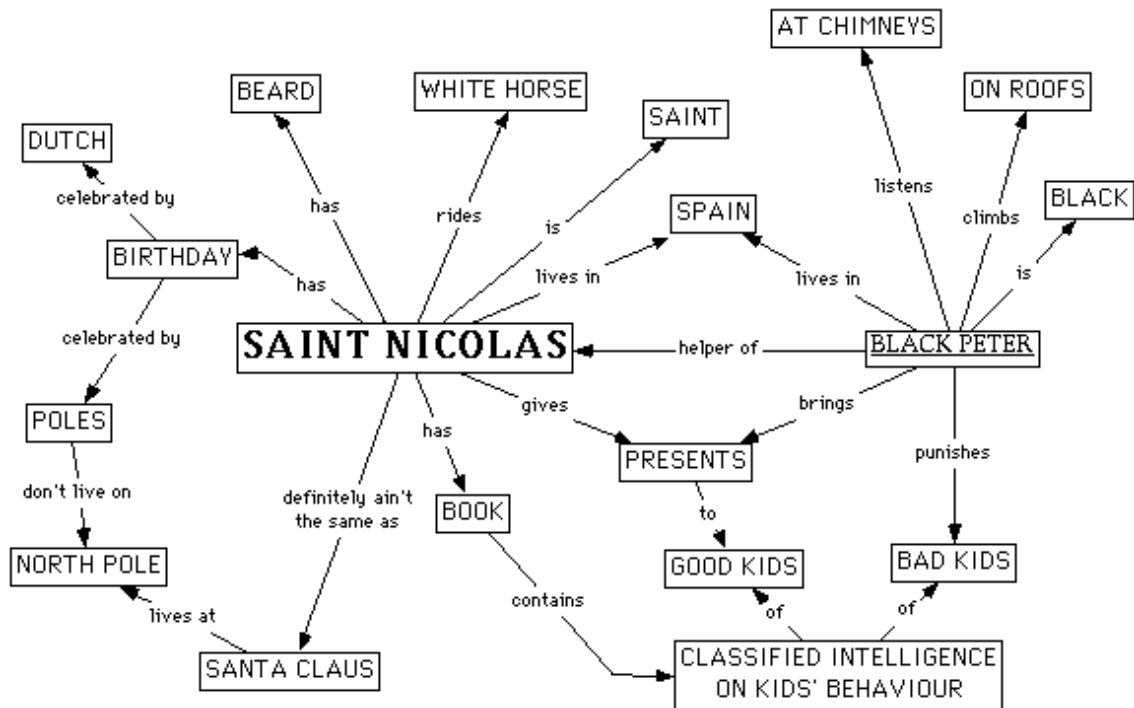 AT CHIMNEYS
BEARD
WHITE HORSE
ON ROOFS
SAINT
DUTCH
celebrated by
listens
BLACK
has
rides
SPAIN
climbs
is
BIRTHDAY
has
lives in
lives in
is
SAINT NICOLAS
helper of
BLACK PETER
celebrated by
gives
brings
POLES
has
PRESENTS
punishes
don't live on
definitely ain't
the same as
BOOK
to
NORTH POLE
GOOD KIDS
BAD KIDS
contains
lives at
of
of
SANTA CLAUS
CLASSIFIED INTELLIGENCE
ON KIDS' BEHAVIOUR